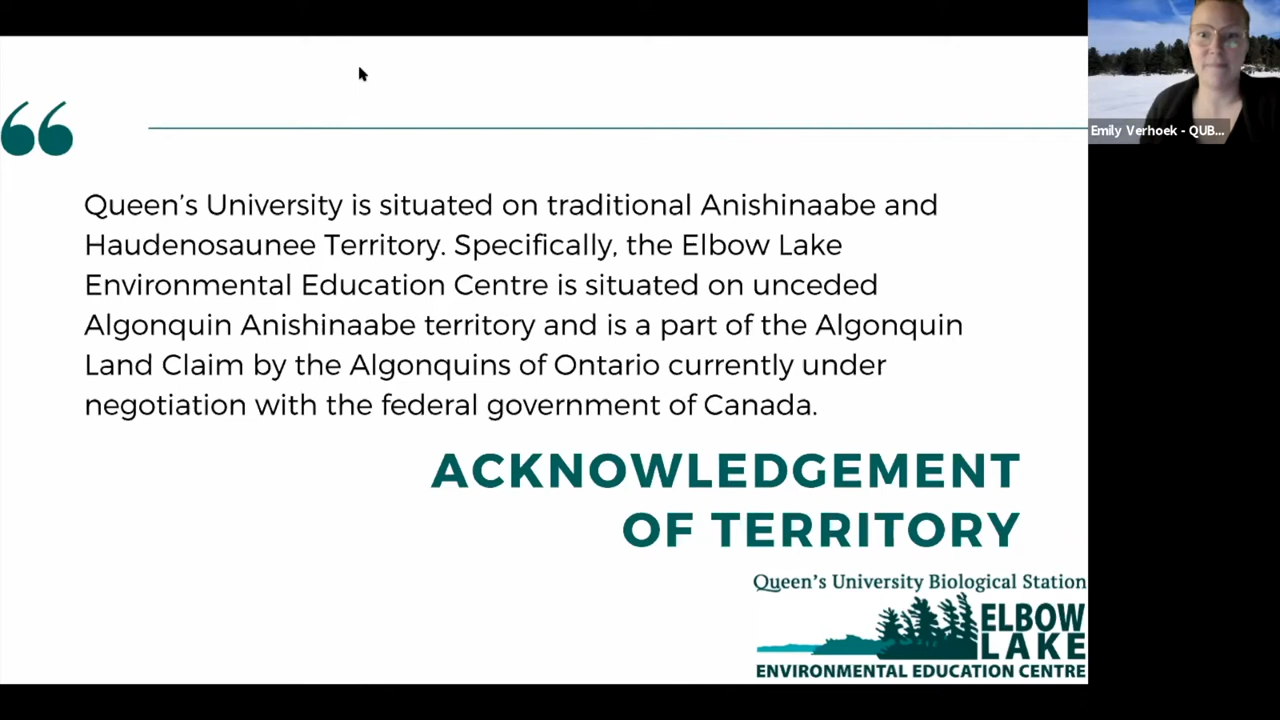 Emily Verhoek - QUB...
Queen's University is situated on traditional Anishinaabe and
Haudenosaunee Territory. Specifically, the Elbow Lake
Environmental Education Centre is situated on unceded
Algonquin Anishinaabe territory and is a part of the Algonquin
Land Claim by the Algonquins of Ontario currently under
negotiation with the federal government of Canada.
ACKNOWLEDGEMENT
OF TERRITORY
Queen's University Biological Station
ELBOW
LAKE
ENVIRONMENTAL EDUCATION CENTRE